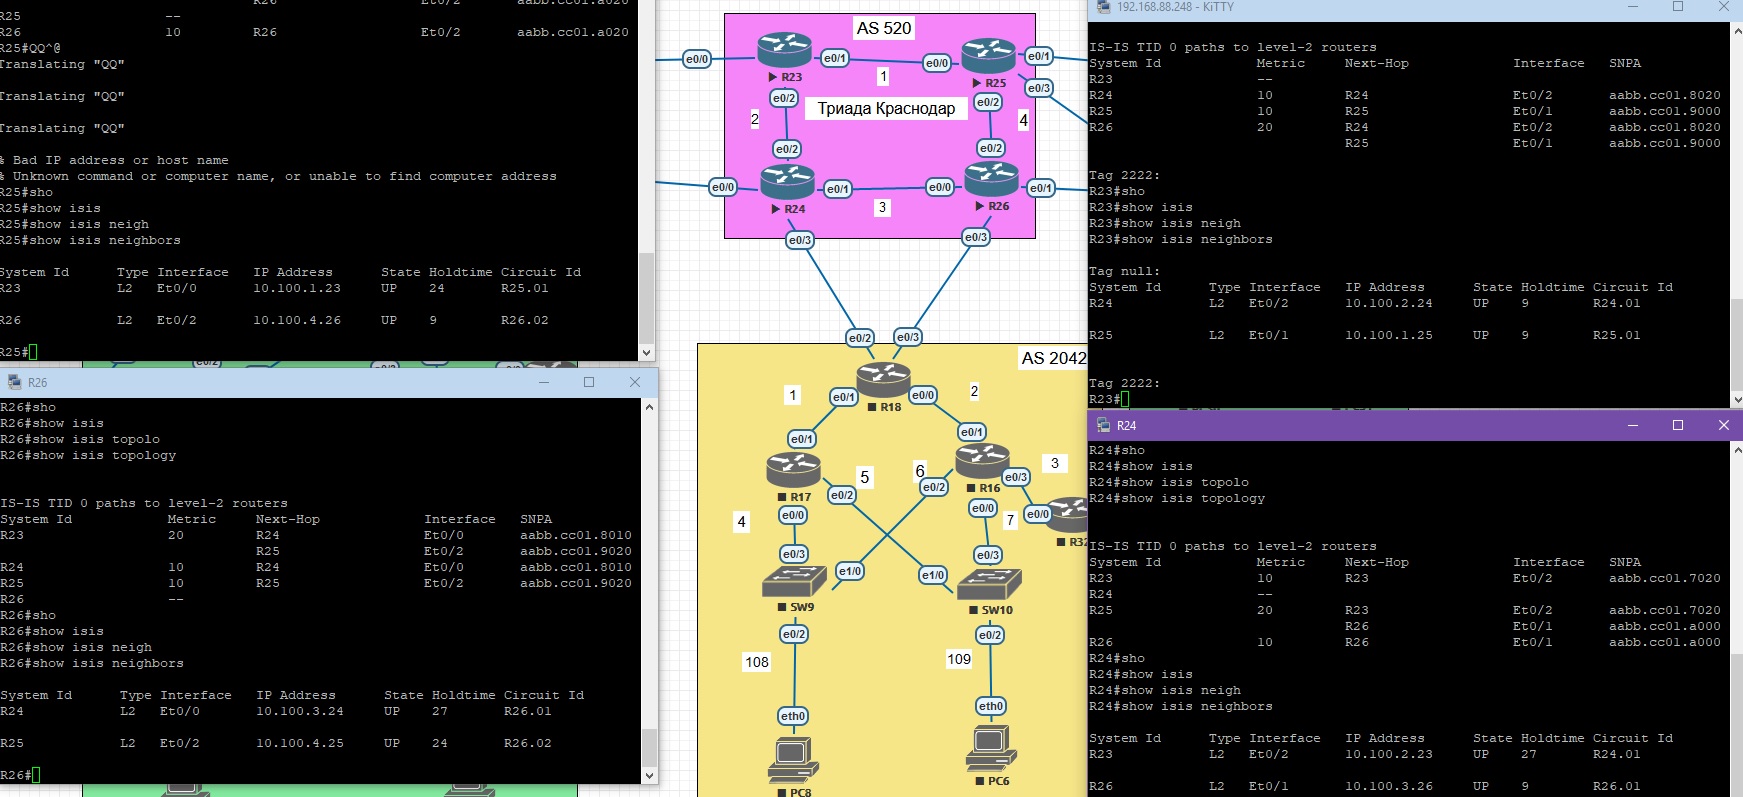 R26 Et0/2 aabb.cc01.a020
R25 --
R26 10 R26 Et0/2 aabb.cc01.a020
R25#QQ^@
Translating "QQ"
Translating "QQ"
Translating "QQ"
% Bad IP address or host name
% Unknown command or computer name, or unable to find computer address
R25#sho
R25#show isis
R25#show isis neigh
R25#show isis neighbors
System Id Type Interface IP Address State Holdtime Circuit Id
R23 L2 Et0/0 10.100.1.23 UP 24 R25.01
R26 L2 Et0/2 10.100.4.26 UP 9 R26.02
R25#
R26
R26#sho
R26#show isis
R26#show isis topolo
R26#show isis topology
IS-IS TID 0 paths to level-2 routers
System Id Metric Next-Hop Interface SNPA
R23 20 R24 Et0/0 aabb.cc01.8010
R25 Et0/2 aabb.cc01.9020
R24 10 R24 Et0/0 aabb.cc01.8010
R25 10 R25 Et0/2 aabb.cc01.9020
R26 --
R26#sho
R26#show isis
R26#show isis neigh
R26#show isis neighbors
System Id Type Interface IP Address State Holdtime Circuit Id
R24 L2 Et0/0 10.100.3.24 UP 27 R26.01
R25 L2 Et0/2 10.100.4.25 UP 24 R26.02
R26#
AS 520
e0/0 e0/1 e0/0 e0/1
R23 1 R25 e0/3
e0/2 Триада Краснодар e0/2
2 4
e0/2 e0/2
e0/0 e0/1 e0/0 e0/1
R24 3 R26
e0/3 e0/3
e0/2 e0/3
AS 2042
1 e0/1 e0/0 2
R18
e0/1 e0/1
5 6 3
R17 e0/2 e0/2 R16 e0/3
e0/0 e0/0 7 e0/0
4
R32
e0/3 e1/0 e1/0 e0/3
SW9 SW10
e0/2 e0/2
108 109
eth0 eth0
PC8 PC6
192.168.88.248 - KiTTY
IS-IS TID 0 paths to level-2 routers
System Id Metric Next-Hop Interface SNPA
R23 --
R24 10 R24 Et0/2 aabb.cc01.8020
R25 10 R25 Et0/1 aabb.cc01.9000
R26 20 R24 Et0/2 aabb.cc01.8020
R25 Et0/1 aabb.cc01.9000
Tag 2222:
R23#sho
R23#show isis
R23#show isis neigh
R23#show isis neighbors
Tag null:
System Id Type Interface IP Address State Holdtime Circuit Id
R24 L2 Et0/2 10.100.2.24 UP 9 R24.01
R25 L2 Et0/1 10.100.1.25 UP 9 R25.01
Tag 2222:
R23#
R24
R24#sho
R24#show isis
R24#show isis topolo
R24#show isis topology
IS-IS TID 0 paths to level-2 routers
System Id Metric Next-Hop Interface SNPA
R23 10 R23 Et0/2 aabb.cc01.7020
R24 --
R25 20 R23 Et0/2 aabb.cc01.7020
R26 Et0/1 aabb.cc01.a000
R26 10 R26 Et0/1 aabb.cc01.a000
R24#sho
R24#show isis
R24#show isis neigh
R24#show isis neighbors
System Id Type Interface IP Address State Holdtime Circuit Id
R23 L2 Et0/2 10.100.2.23 UP 27 R24.01
R26 L2 Et0/1 10.100.3.26 UP 9 R26.01